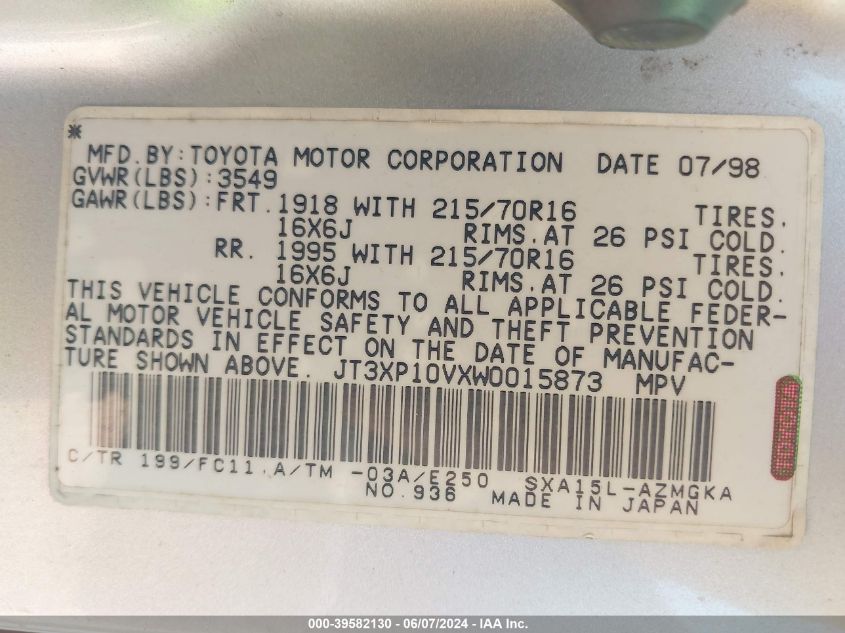 *
MFD.BY:TOYOTA MOTOR CORPORATION DATE 07/98
GVWR(LBS):3549
GAWR(LBS):FRT.1918 WITH 215/70R16 TIRES.
16X6J RIMS.AT 26 PSI COLD.
RR. 1995 WITH 215/70R16 TIRES.
16X6J RIMS.AT 26 PSI COLD.
THIS VEHICLE CONFORMS TO ALL APPLICABLE FEDER-
AL MOTOR VEHICLE SAFETY AND THEFT PREVENTION
STANDARDS IN EFFECT ON THE DATE OF MANUFAC-
TURE SHOWN ABOVE. JT3XP10VXW0015873 MPV
C/TR 199/FC11.A/TM -03A/E250 SXA15L-AZMGKA
NO.936 MADE IN JAPAN
000-39582130 - 06/07/2024 - IAA Inc.